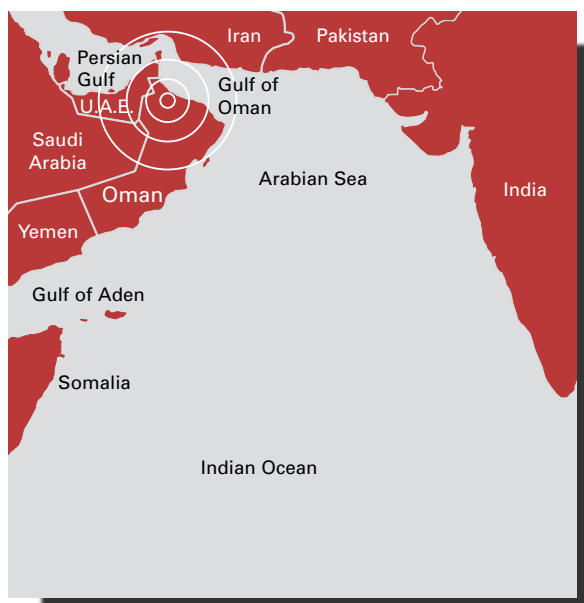 Iran
Pakistan
Persian
Gulf
Gulf of
Oman
U.A.E.
Saudi
Arabia
Arabian Sea
India
Oman
Yemen
Gulf of Aden
Somalia
Indian Ocean